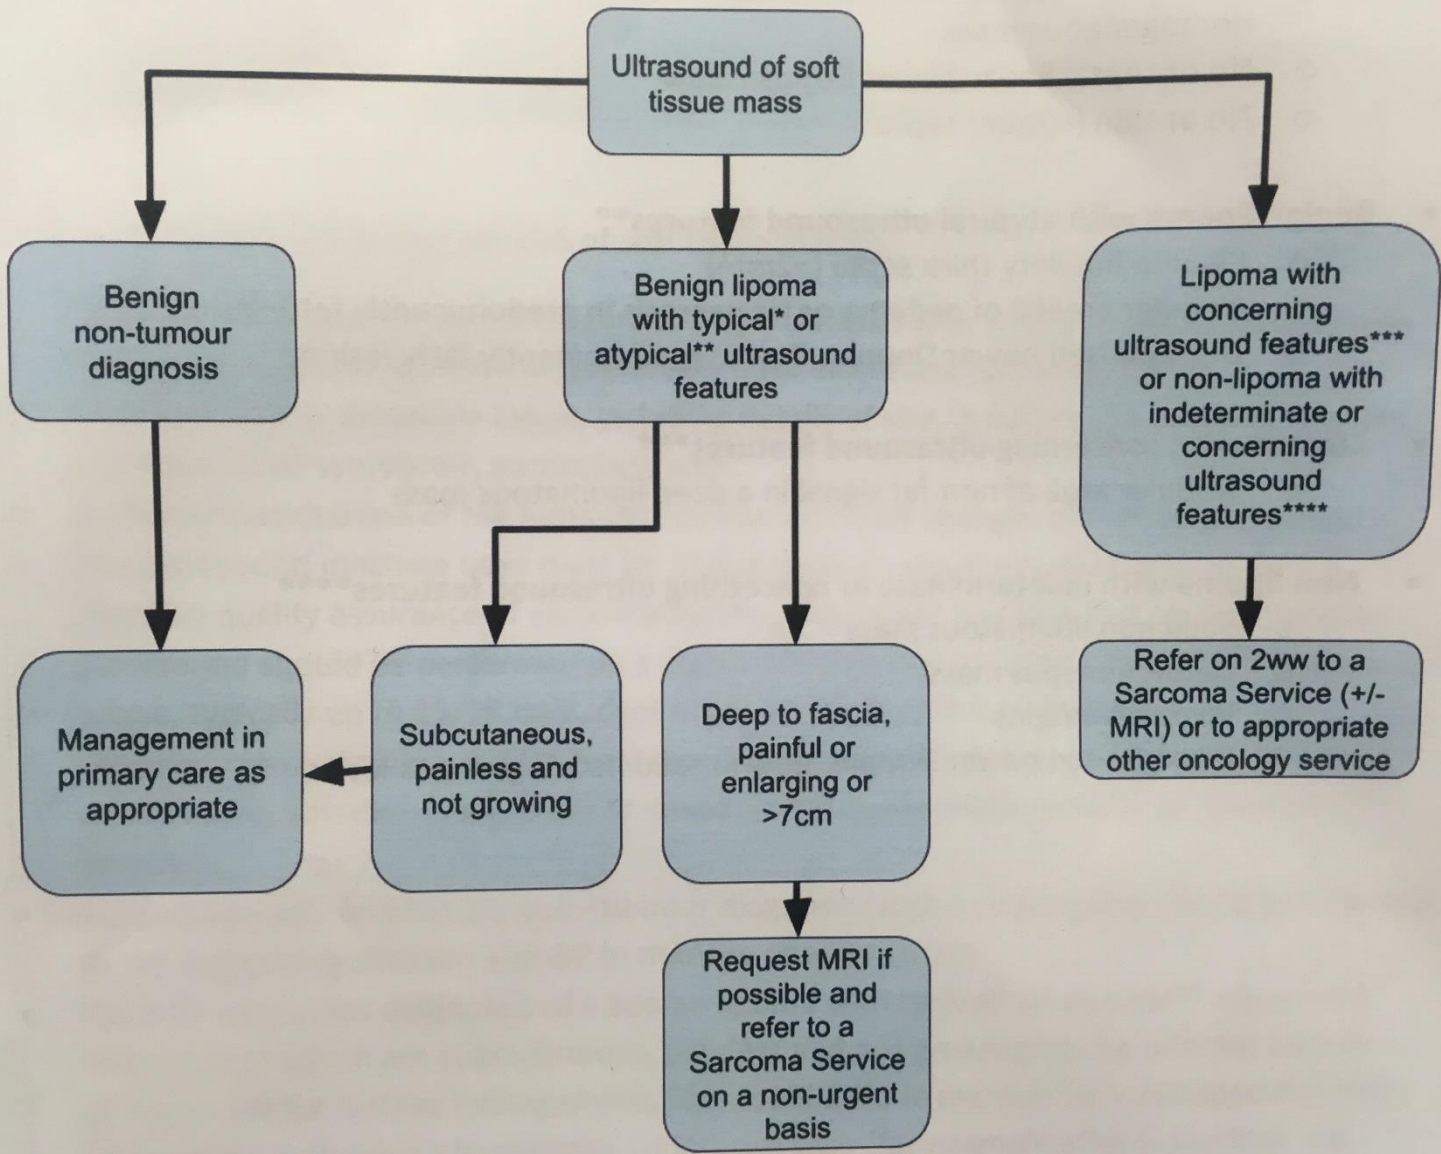 Ultrasound of soft
tissue mass
Benign
non-tumour
diagnosis
Benign lipoma
with typical* or
atypical** ultrasound
features
Lipoma with
concerning
ultrasound features***
or non-lipoma with
indeterminate or
concerning
ultrasound
features****
Management in
primary care as
appropriate
Subcutaneous,
painless and
not growing
Deep to fascia,
painful or
enlarging or
>7cm
Refer on 2ww to a
Sarcoma Service (+/-
MRI) or to appropriate
other oncology service
Request MRI if
possible and
refer to a
Sarcoma Service
on a non-urgent
basis